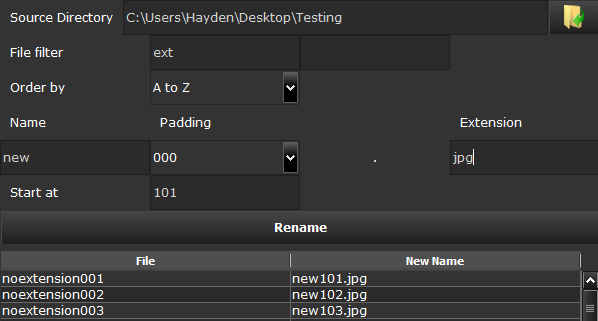 Source Directory C:\Users\Hayden\Desktop\Testing
File filter ext
Order by A to Z
Name Padding Extension
new 000 . jpg
Start at 101
Rename
File New Name
noextension001 new101.jpg
noextension002 new102.jpg
noextension003 new103.jpg